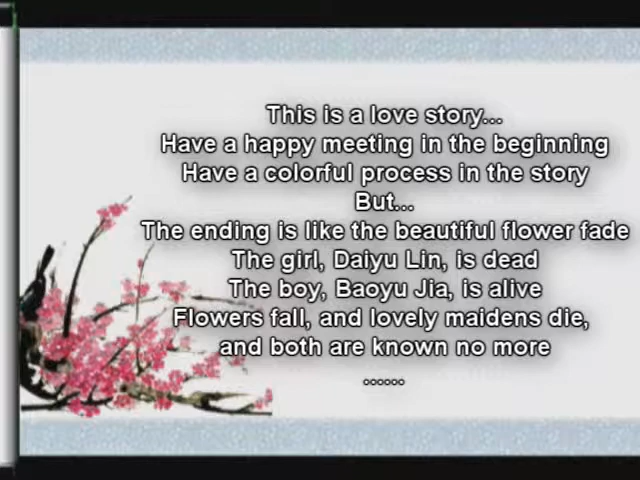 This is a love story...
Have a happy meeting in the beginning
Have a colorful process in the story
But...
The ending is like the beautiful flower fade
The girl, Daiyu Lin, is dead
The boy, Baoyu Jia, is alive
Flowers fall, and lovely maidens die,
and both are known no more
......